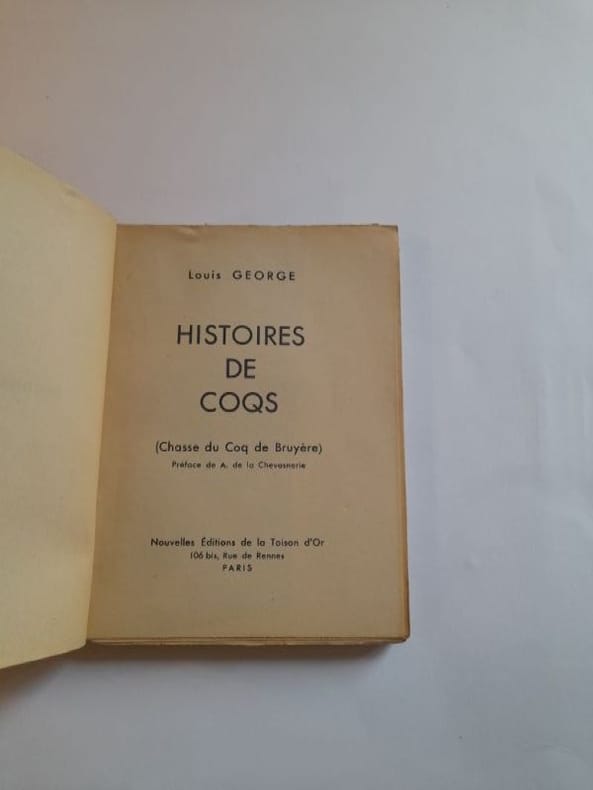 Louis GEORGE
HISTOIRES
DE
COQS
(Chasse du Coq de Bruyère)
Préface de A. de la Chevasnerie
Nouvelles Éditions de la Toison d'Or
106 bis, Rue de Rennes
PARIS